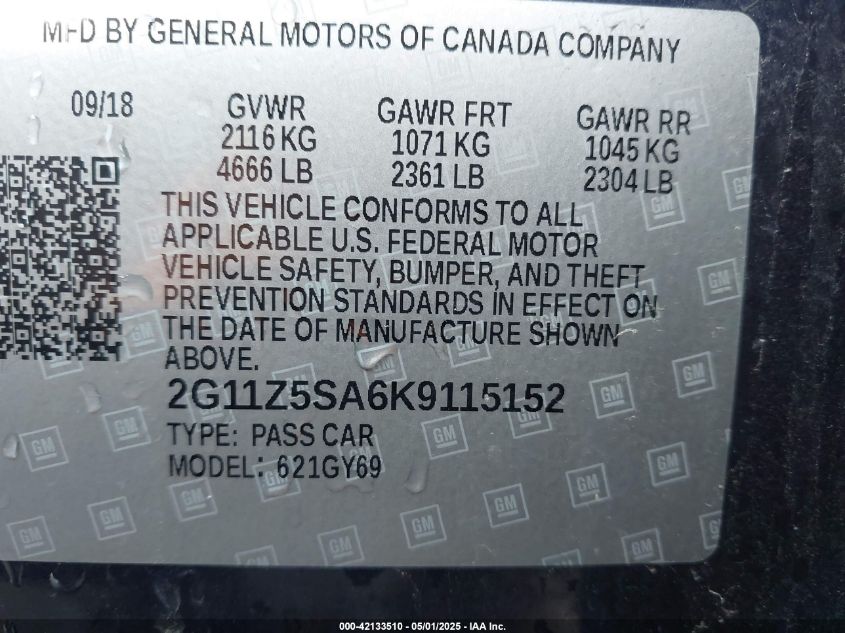 MFD BY GENERAL MOTORS OF CANADA COMPANY
09/18 GVWR GAWR FRT GAWR RR
2116 KG 1071 KG 1045 KG
4666 LB 2361 LB 2304 LB
THIS VEHICLE CONFORMS TO ALL
APPLICABLE U.S. FEDERAL MOTOR
VEHICLE SAFETY, BUMPER, AND THEFT
PREVENTION STANDARDS IN EFFECT ON
THE DATE OF MANUFACTURE SHOWN
ABOVE.
2G11Z5SA6K9115152
TYPE: PASS CAR
MODEL: 621GY69
000-42133510 - 05/01/2025 - IAA Inc.